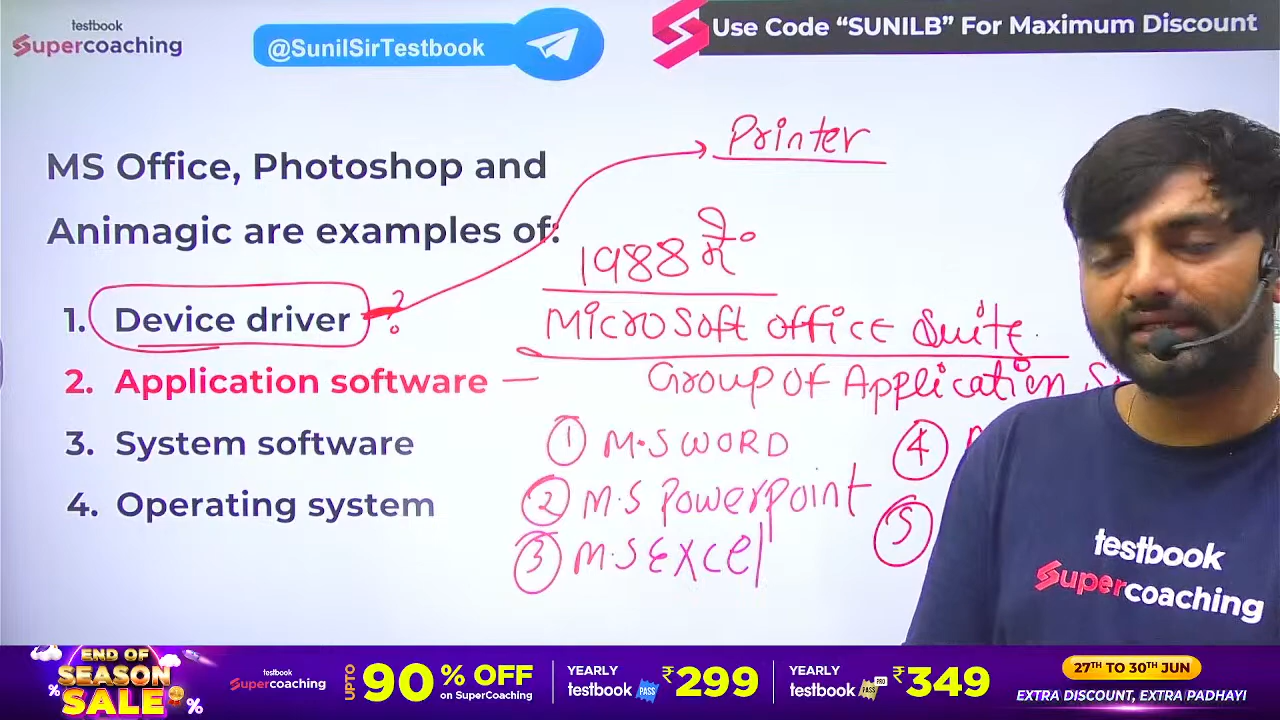 testbook
Supercoaching
@SunilSirTestbook
Use Code “SUNILB” For Maximum Discount
MS Office, Photoshop and
Animagic are examples of:
1. Device driver
2. Application software
3. System software
4. Operating system
?
Printer
1988 में
Microsoft office Suite
Group of Application
① M.S WORD
② M.S Powerpoint
③ M.S EXCEL
④
⑤
testbook
Supercoaching
END OF
SEASON
SALE
%
%
testbook
Supercoaching
UPTO 90% OFF
on SuperCoaching
YEARLY
testbook PASS ₹299
YEARLY
testbook PASS PRO ₹349
27TH TO 30TH JUN
EXTRA DISCOUNT, EXTRA PADHAYI